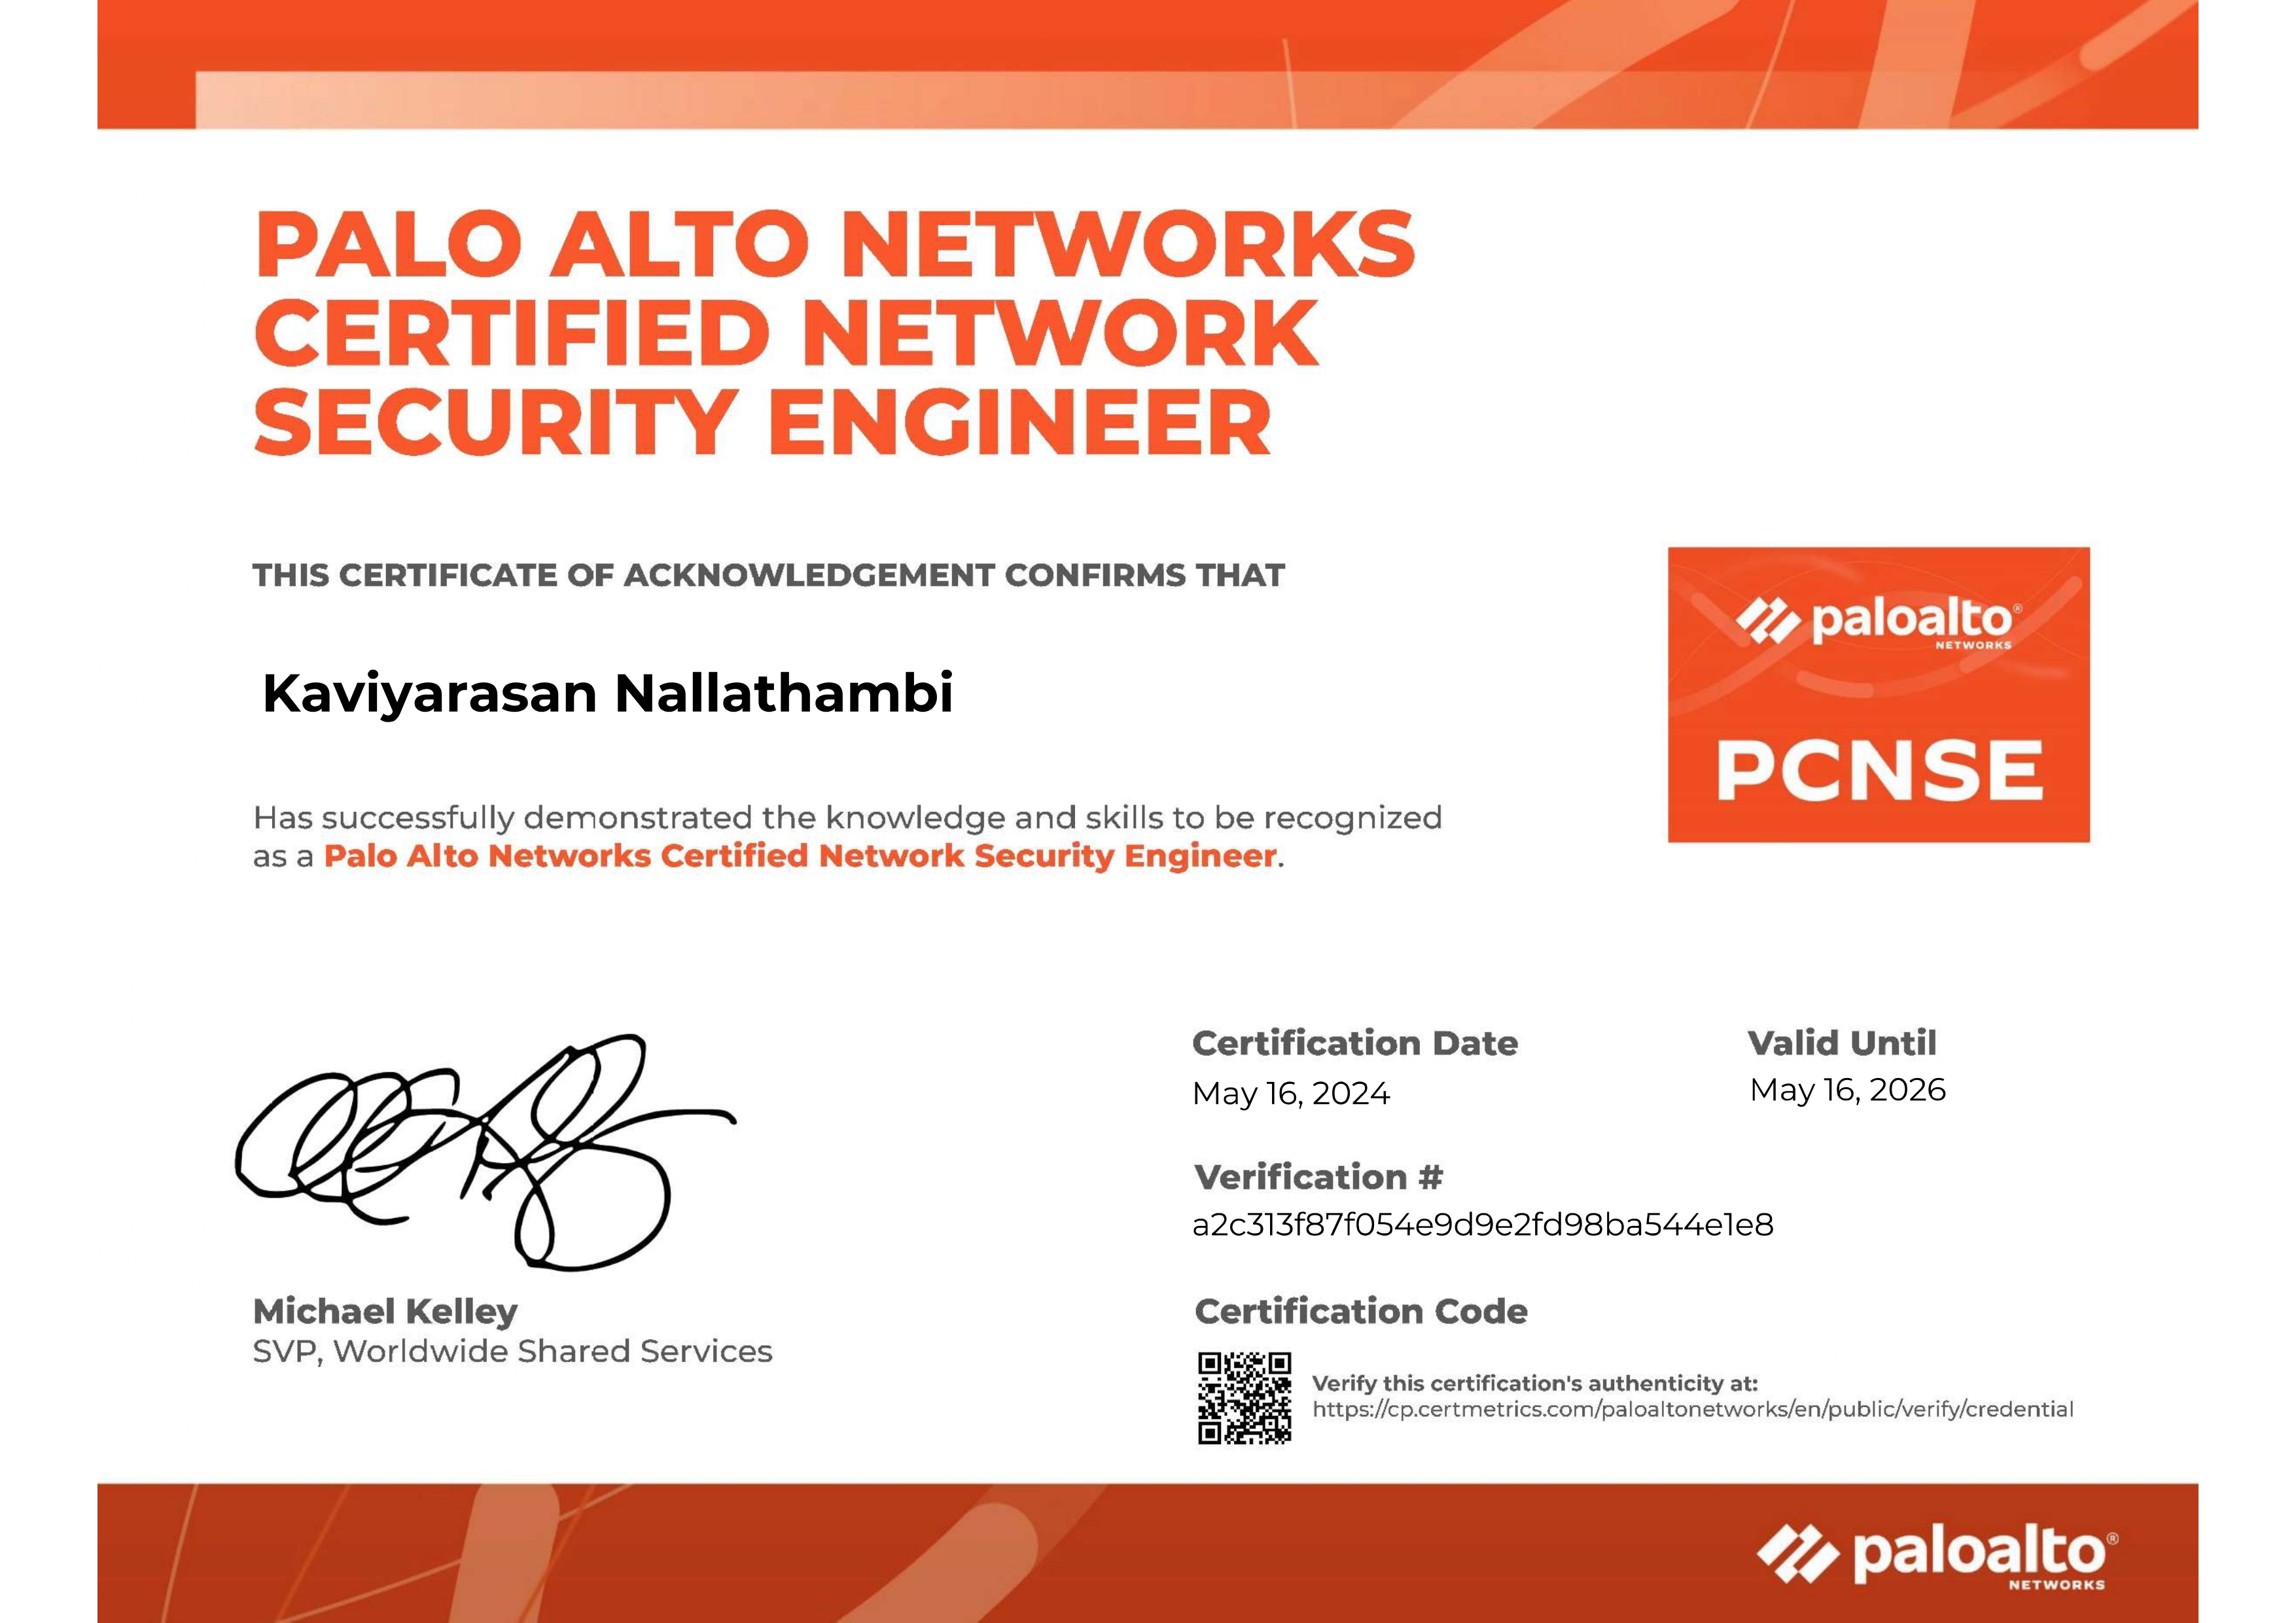 PALO ALTO NETWORKS
CERTIFIED NETWORK
SECURITY ENGINEER
THIS CERTIFICATE OF ACKNOWLEDGEMENT CONFIRMS THAT
Kaviyarasan Nallathambi
Has successfully demonstrated the knowledge and skills to be recognized
as a Palo Alto Networks Certified Network Security Engineer.
paloalto®
NETWORKS
PCNSE
Michael Kelley
SVP, Worldwide Shared Services
Certification Date
May 16, 2024
Valid Until
May 16, 2026
Verification #
a2c313f87f054e9d9e2fd98ba544e1e8
Certification Code
Verify this certification's authenticity at:
https://cp.certmetrics.com/paloaltonetworks/en/public/verify/credential
paloalto®
NETWORKS